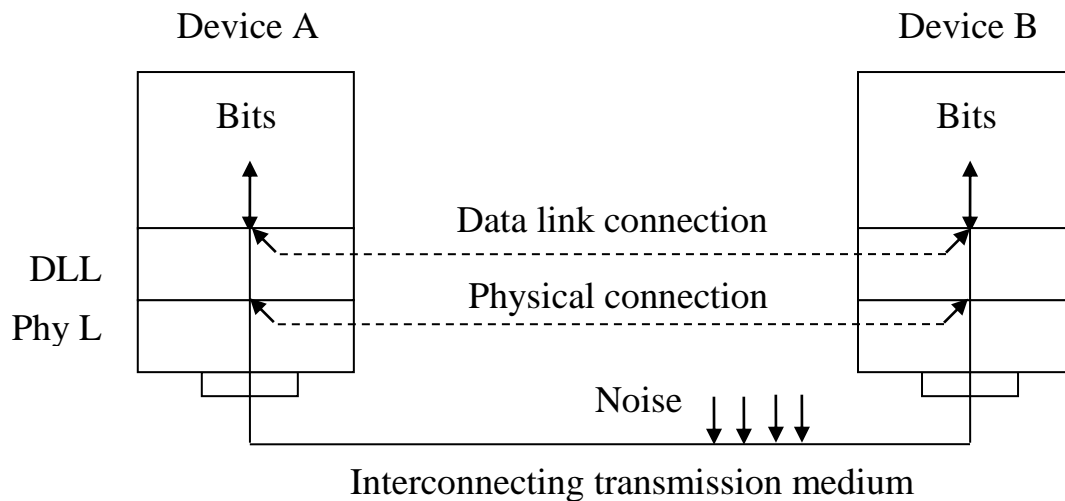 Device A
Device B
Bits
Bits
Data link connection
DLL
Physical connection
Phy L
Noise
Interconnecting transmission medium